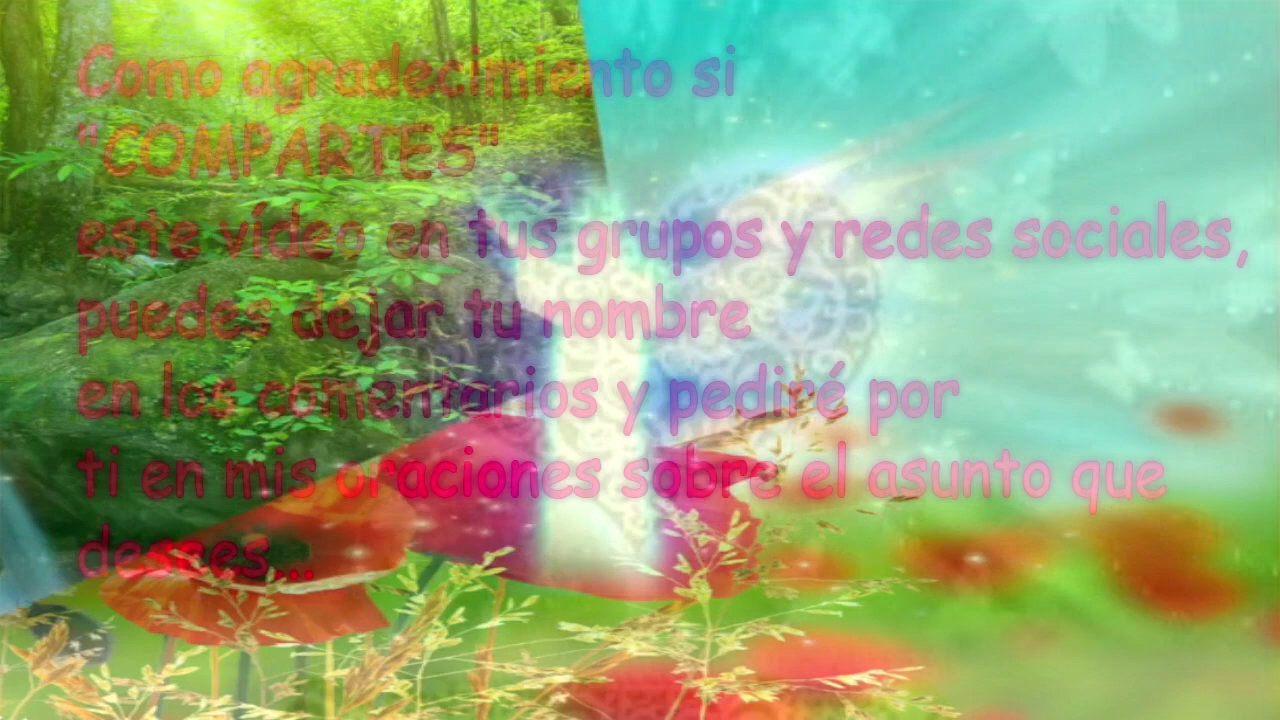 Como agradecimiento si
"COMPARTES"
este vídeo en tus grupos y redes sociales,
puedes dejar tu nombre
en los comentarios y pediré por
ti en mis oraciones sobre el asunto que
desees...